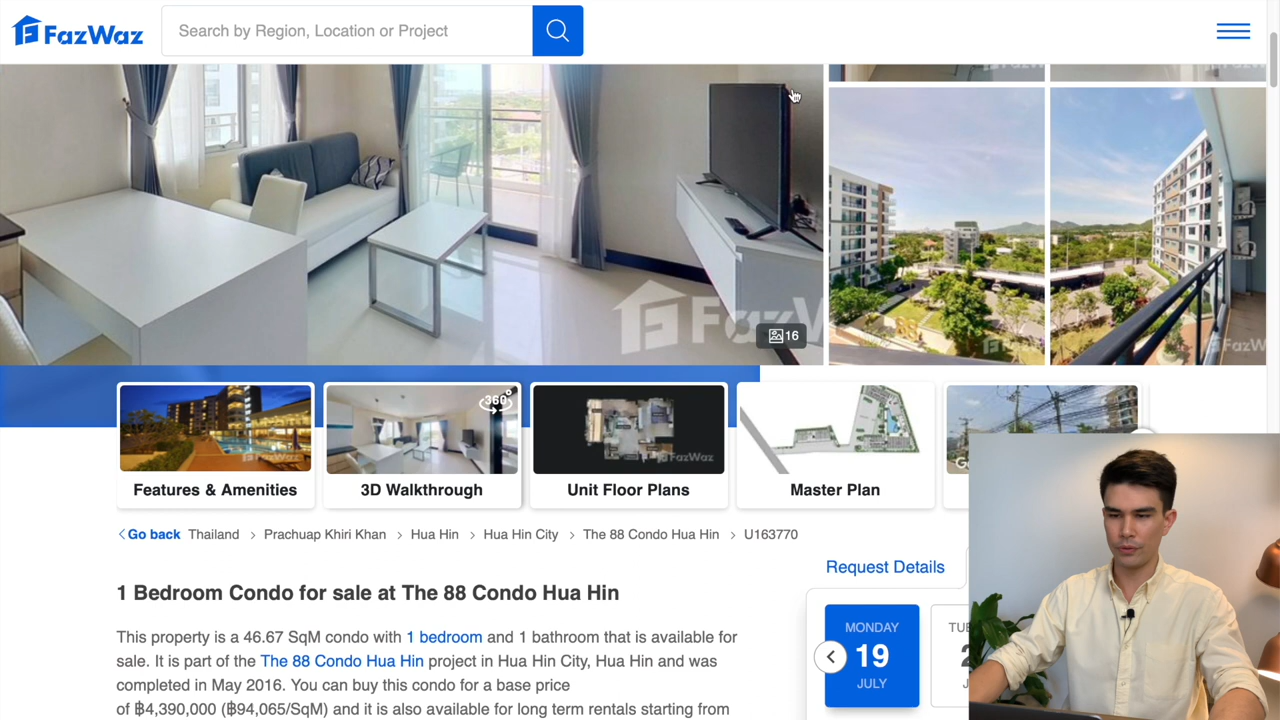 FazWaz
Search by Region, Location or Project
FazWaz
16
360°
FazWaz
FazWaz
Features & Amenities
3D Walkthrough
Unit Floor Plans
Master Plan
Go back Thailand > Prachuap Khiri Khan > Hua Hin > Hua Hin City > The 88 Condo Hua Hin > U163770
Request Details
1 Bedroom Condo for sale at The 88 Condo Hua Hin
This property is a 46.67 SqM condo with 1 bedroom and 1 bathroom that is available for
sale. It is part of the The 88 Condo Hua Hin project in Hua Hin City, Hua Hin and was
completed in May 2016. You can buy this condo for a base price
of ฿4,390,000 (฿94,065/SqM) and it is also available for long term rentals starting from
MONDAY
19
JULY